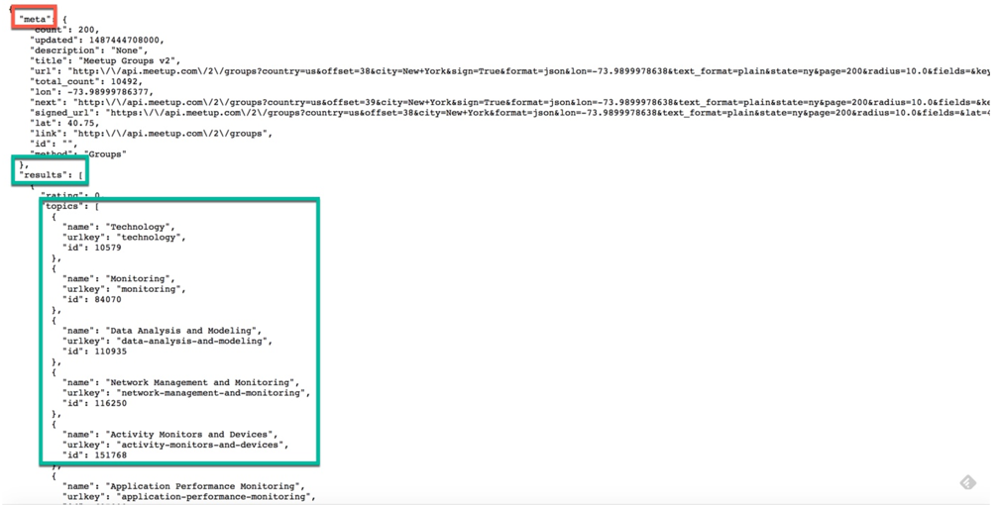 {
"meta": {
"count": 200,
"updated": 1487444708000,
"description": "None",
"title": "Meetup Groups v2",
"url": "http:\/\/api.meetup.com\/2\/groups?country=us&offset=38&city=New+York&sign=True&format=json&lon=-73.9899978638&text_format=plain&state=ny&page=200&radius=10.0&fields=&key
"total_count": 10492,
"lon": -73.98999786377,
"next": "http:\/\/api.meetup.com\/2\/groups?country=us&offset=39&city=New+York&sign=True&format=json&lon=-73.9899978638&text_format=plain&state=ny&page=200&radius=10.0&fields=&ke
"signed_url": "https:\/\/api.meetup.com\/2\/groups?offset=38&city=New+York&format=json&lon=-73.9899978638&text_format=plain&state=ny&page=200&radius=10.0&fields=&lat=4
"lat": 40.75,
"link": "http:\/\/api.meetup.com\/2\/groups",
"id": "",
"method": "Groups"
},
"results": [
{
"rating": 0,
"topics": [
{
"name": "Technology",
"urlkey": "technology",
"id": 10579
},
{
"name": "Monitoring",
"urlkey": "monitoring",
"id": 84070
},
{
"name": "Data Analysis and Modeling",
"urlkey": "data-analysis-and-modeling",
"id": 110935
},
{
"name": "Network Management and Monitoring",
"urlkey": "network-management-and-monitoring",
"id": 116250
},
{
"name": "Activity Monitors and Devices",
"urlkey": "activity-monitors-and-devices",
"id": 151768
},
{
"name": "Application Performance Monitoring",
"urlkey": "application-performance-monitoring",